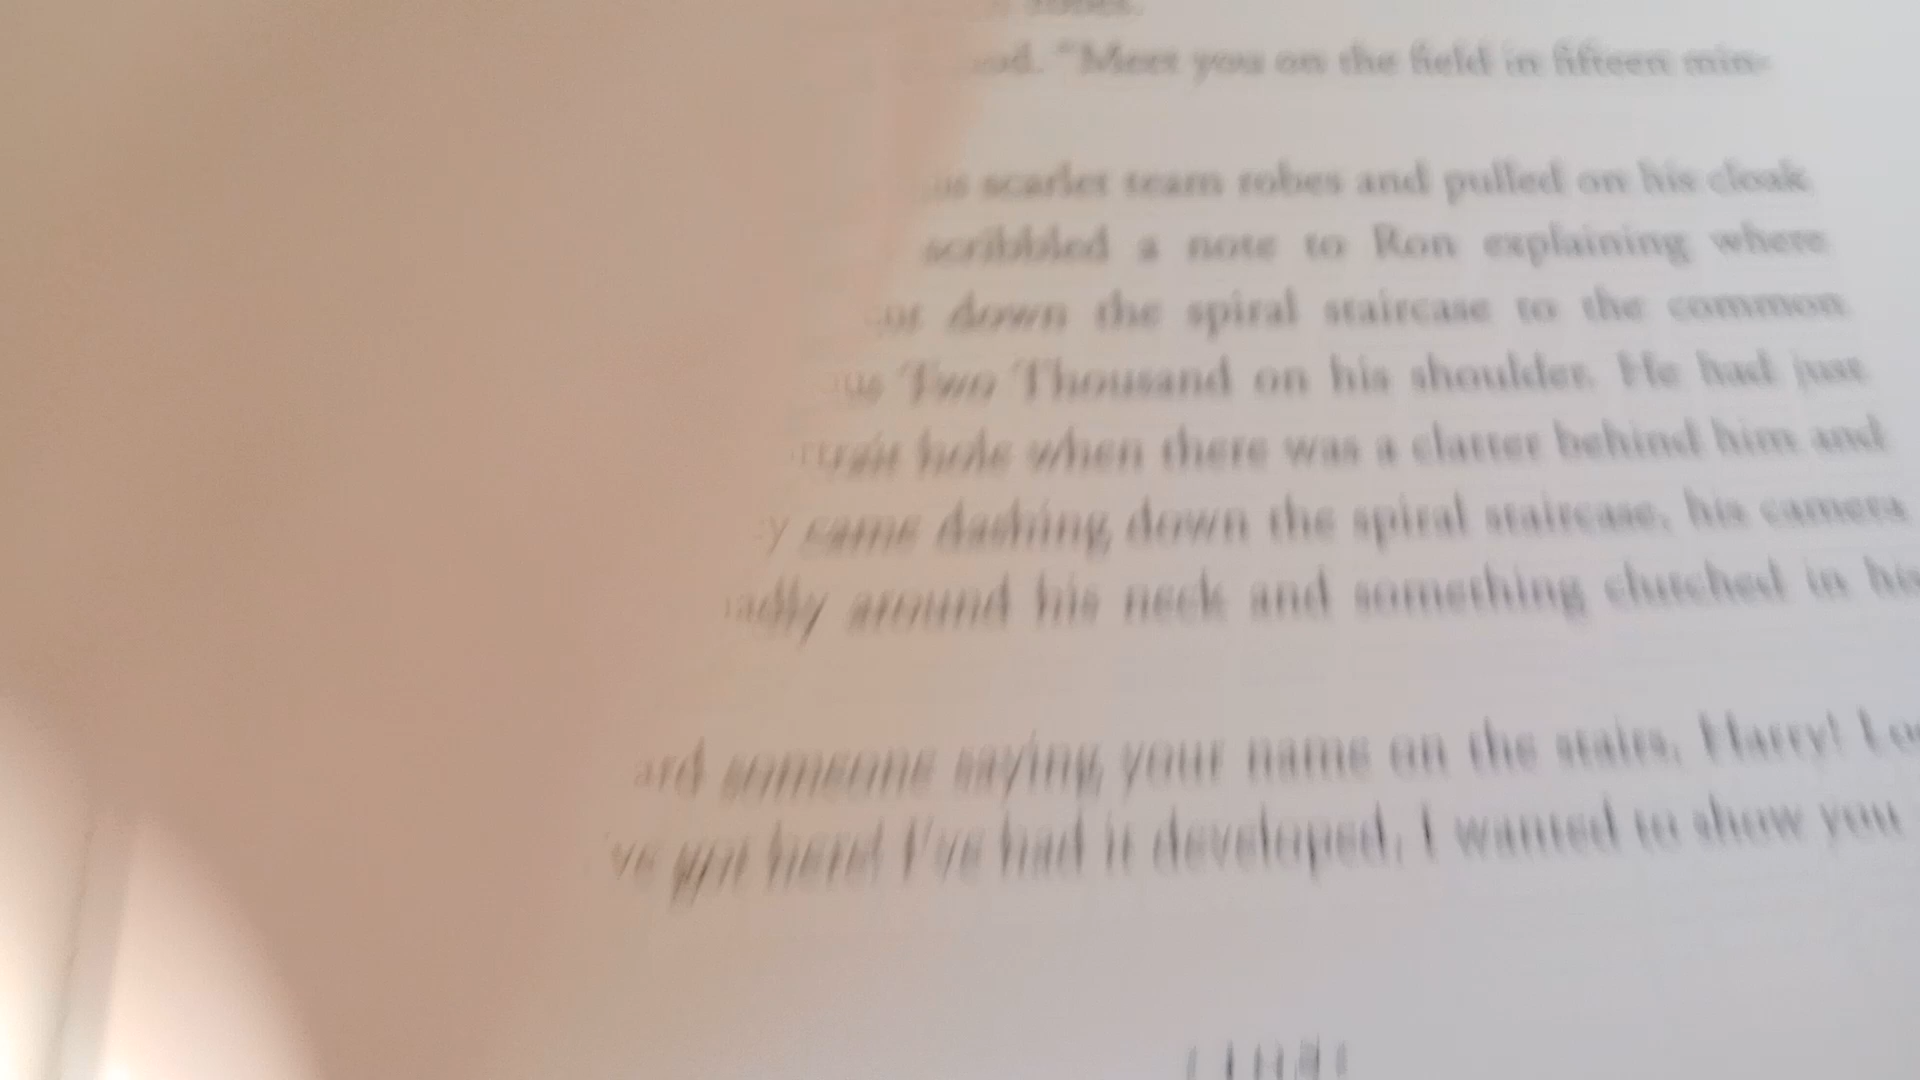 "Meet you on the field in fifteen min-
scarlet team robes and pulled on his cloak
scribbled a note to Ron explaining where
down the spiral staircase to the common
Two Thousand on his shoulder. He had just
hole when there was a clatter behind him and
came dashing down the spiral staircase, his camera
around his neck and something clutched in his
someone saying your name on the stairs, Harry!
got here! I've had it developed, I wanted to show you